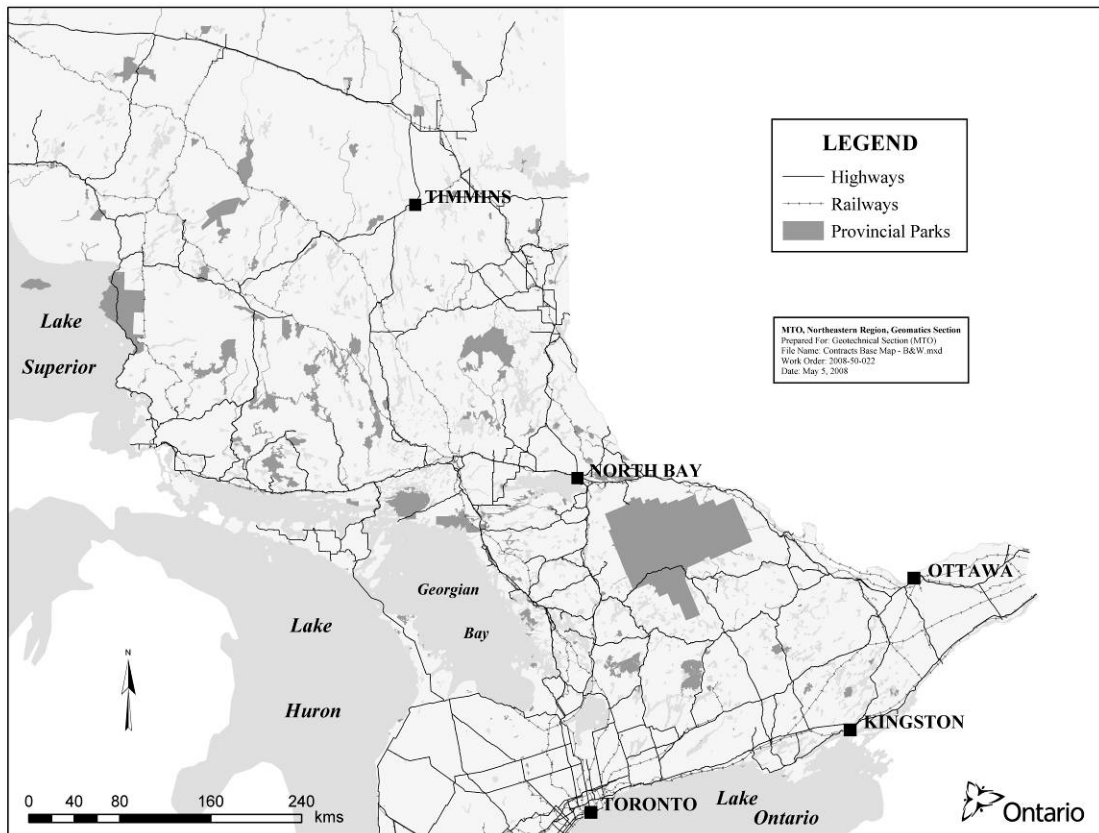 TIMMINS
LEGEND
Highways
Railways
Provincial Parks
Lake
Superior
MTO, Northeastern Region, Geomatics Section
Prepared For: Geotechnical Section (MTO)
File Name: Contracts Base Map - B&W.mxd
Work Order: 2008-50-022
Date: May 5, 2008
NORTH BAY
OTTAWA
Georgian
Bay
Lake
Huron
N
KINGSTON
TORONTO
Lake
Ontario
0 40 80 160 240
kms
Ontario